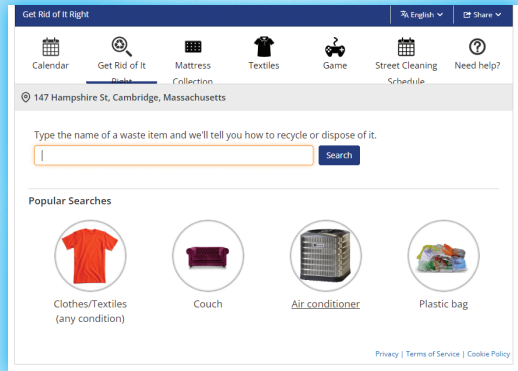 Get Rid of It Right
English
Share
Calendar
Get Rid of It
Right
Mattress
Collection
Textiles
Game
Street Cleaning
Schedule
Need help?
147 Hampshire St, Cambridge, Massachusetts
Type the name of a waste item and we'll tell you how to recycle or dispose of it.
Search
Popular Searches
Clothes/Textiles
(any condition)
Couch
Air conditioner
Plastic bag
Privacy | Terms of Service | Cookie Policy